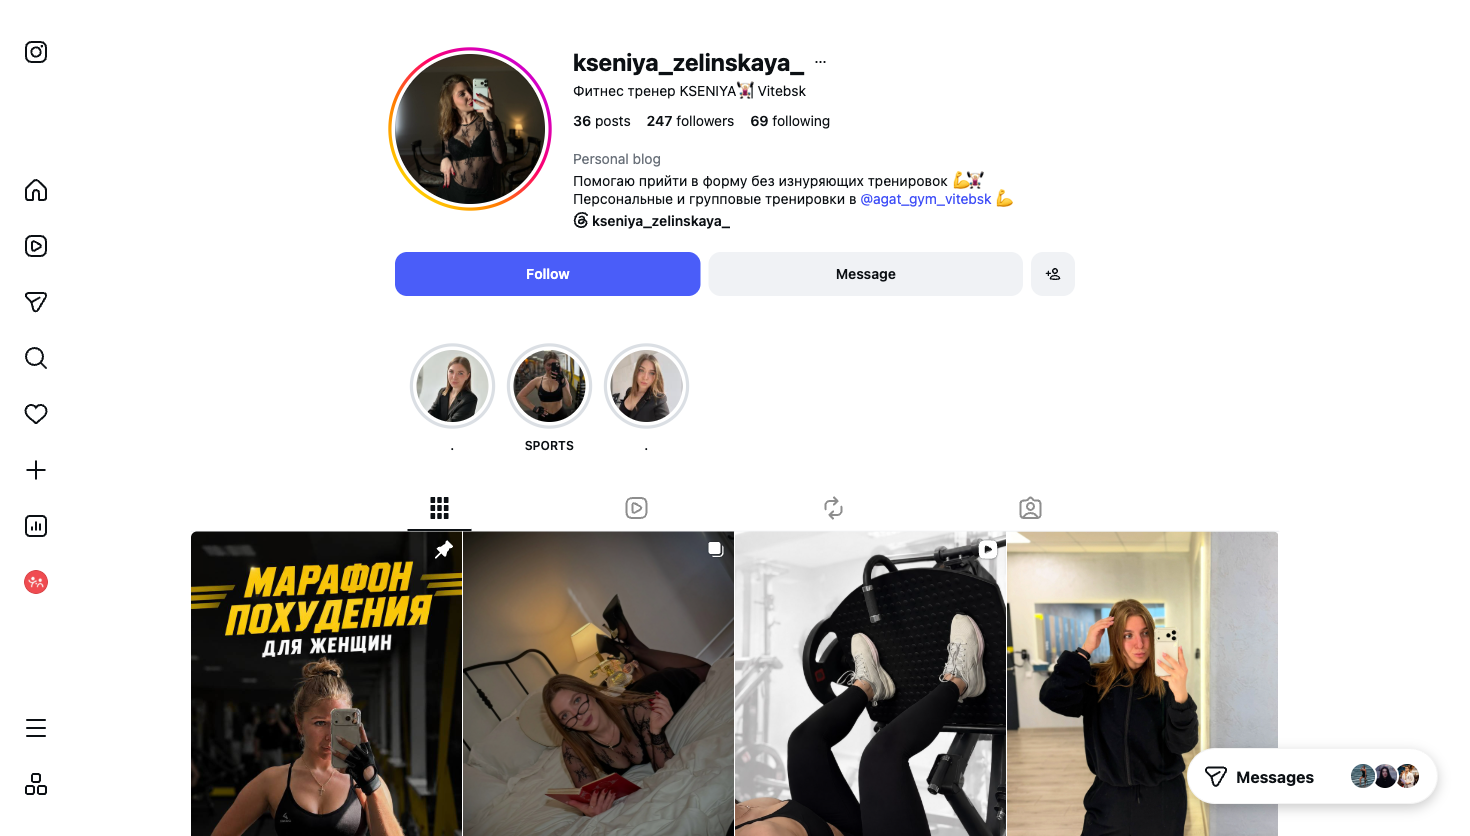 kseniya_zelinskaya_ ...
Фитнес тренер KSENIYA🏋🏻‍♀️ Vitebsk
36 posts 247 followers 69 following
Personal blog
Помогаю прийти в форму без изнуряющих тренировок 💪🏋🏻‍♀️
Персональные и групповые тренировки в @agat_gym_vitebsk 💪
kseniya_zelinskaya_
Follow
Message
.
SPORTS
.
МАРАФОН
ПОХУДЕНИЯ
ДЛЯ ЖЕНЩИН
Messages